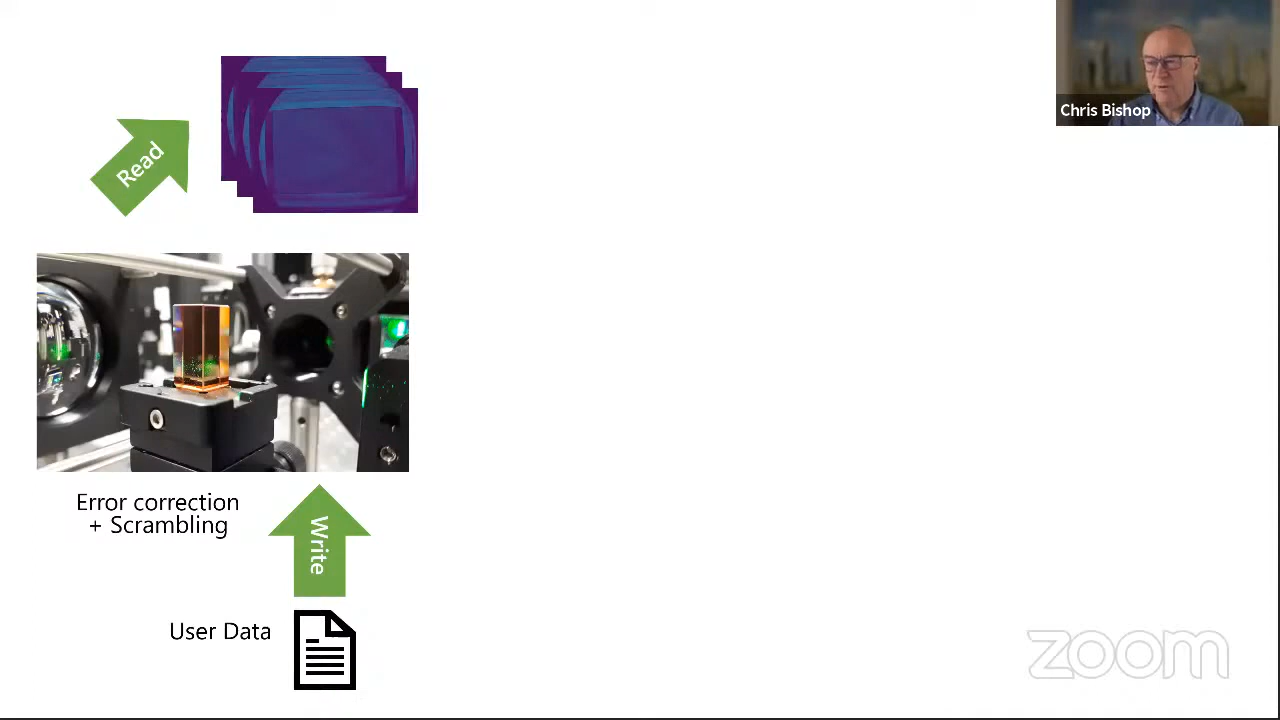 Chris Bishop
Read
Error correction
+ Scrambling
Write
User Data
zoom